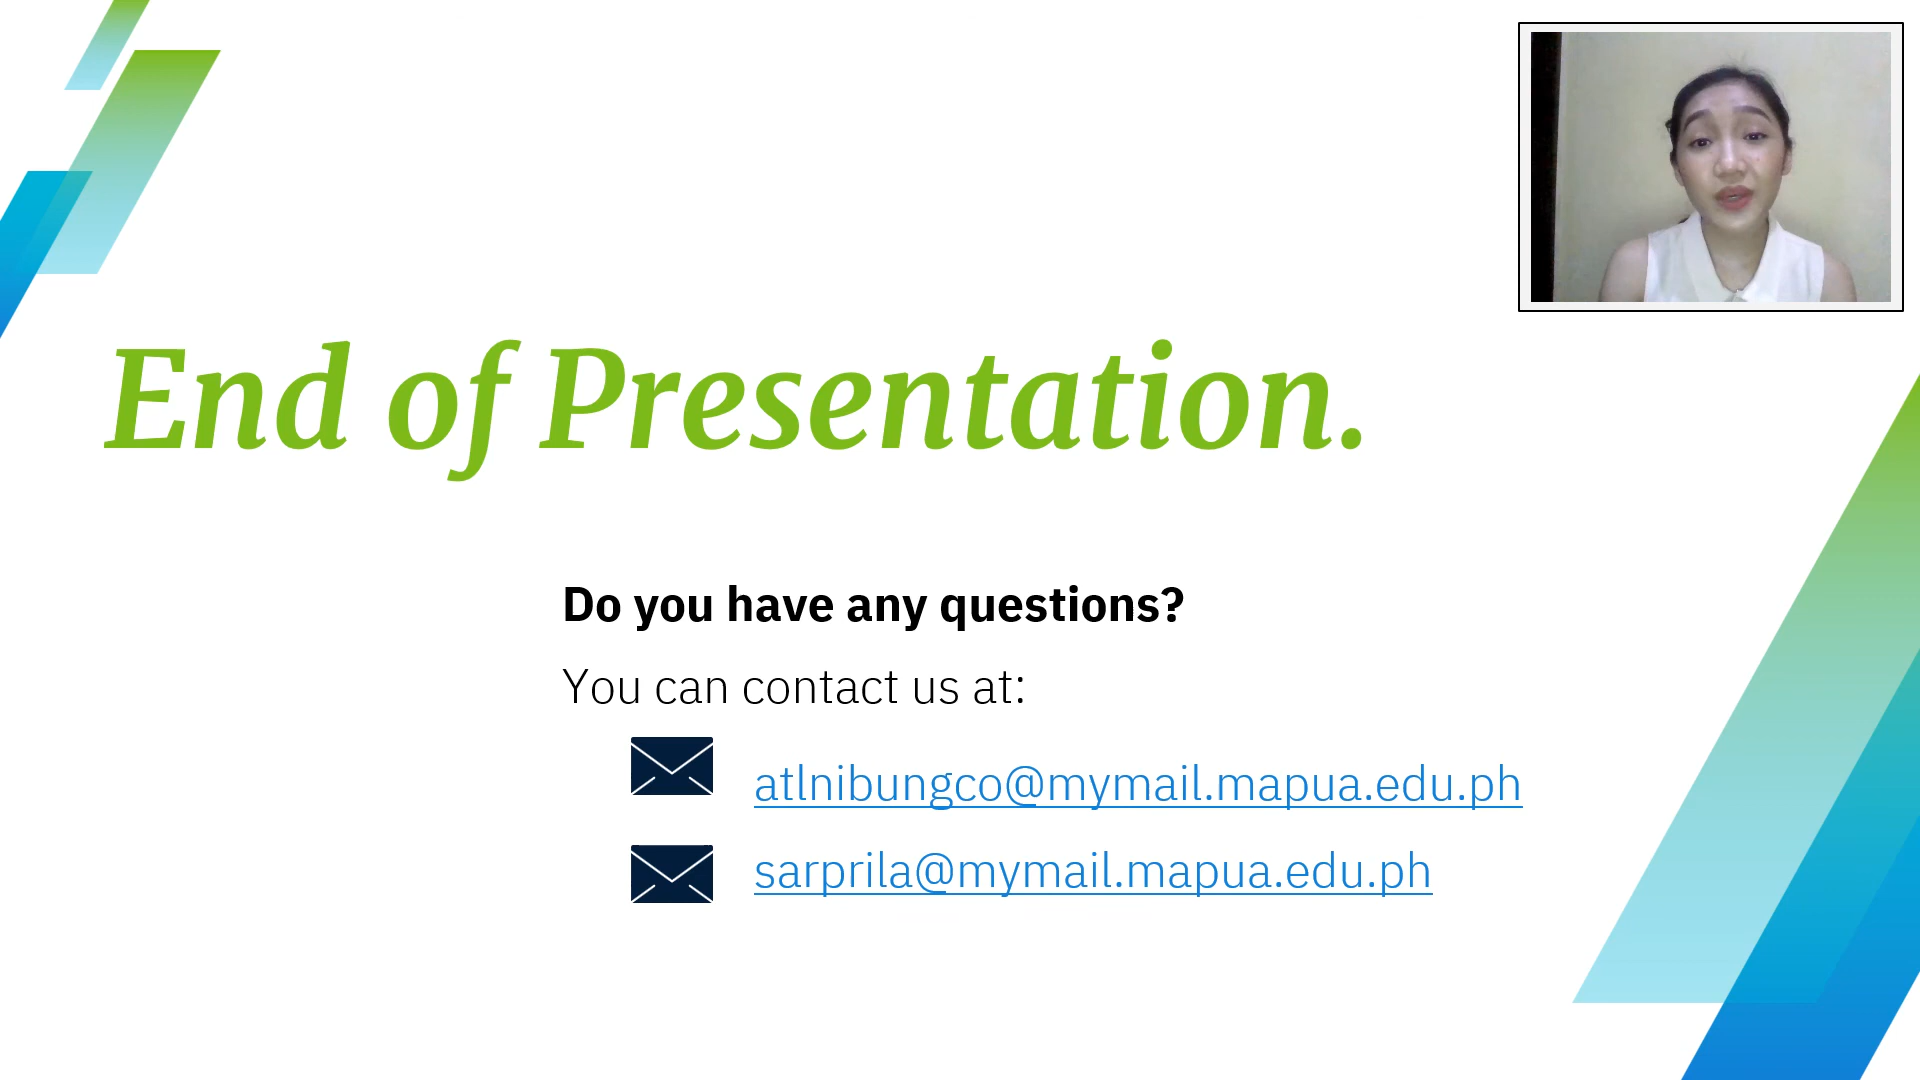 End of Presentation.
Do you have any questions?
You can contact us at:
atlnibungco@mymail.mapua.edu.ph
sarprila@mymail.mapua.edu.ph